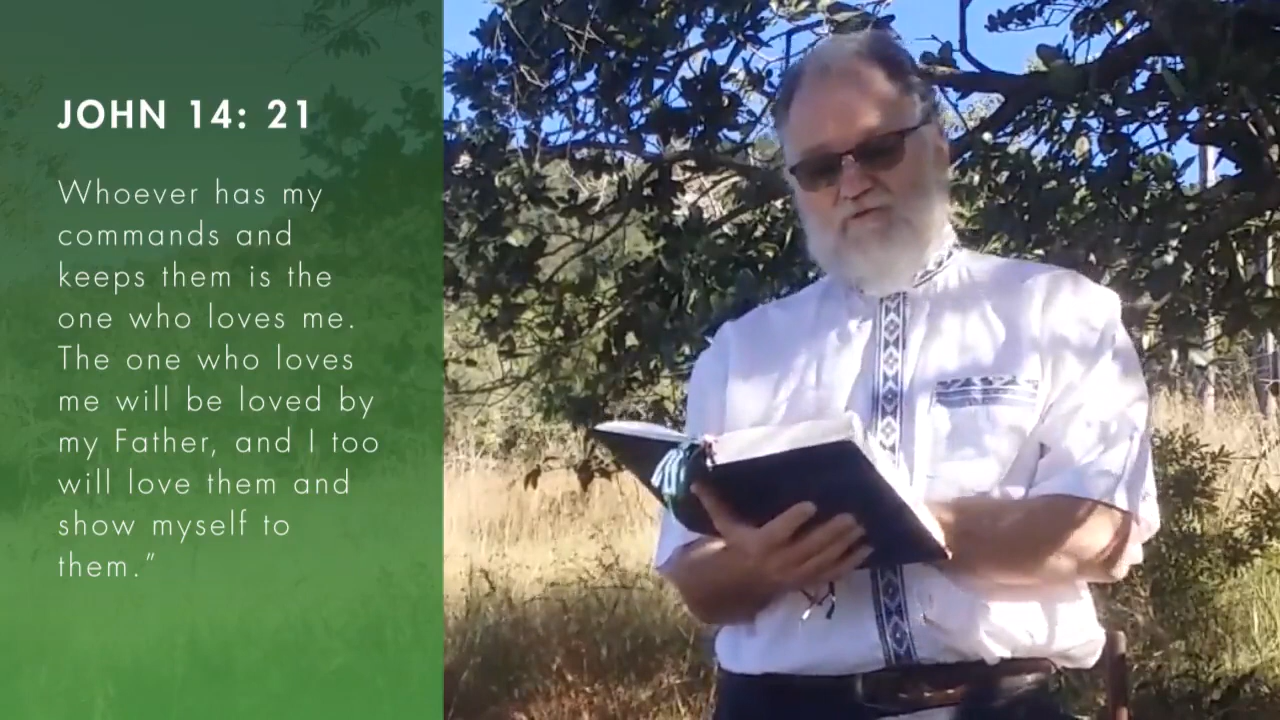 JOHN 14: 21
Whoever has my
commands and
keeps them is the
one who loves me.
The one who loves
me will be loved by
my Father, and I too
will love them and
show myself to
them.”